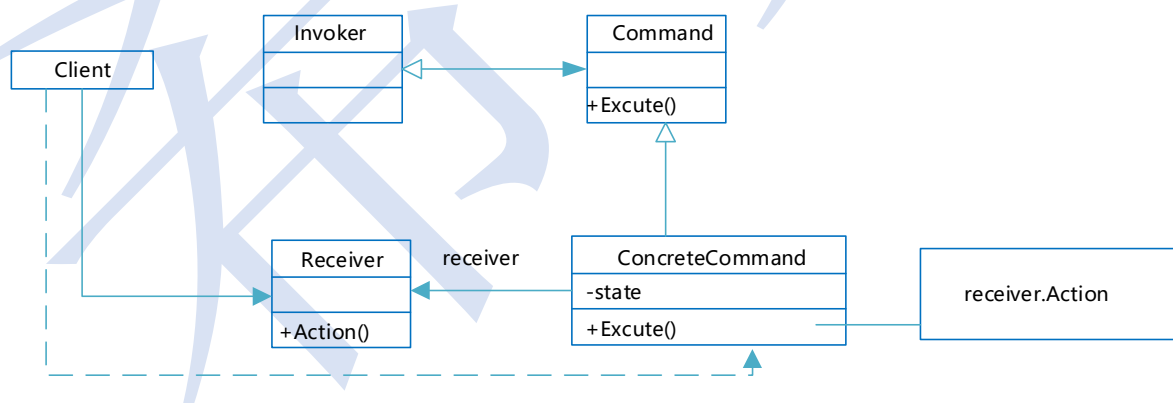 Invoker
Command
Client
+Excute()
Receiver
receiver
ConcreteCommand
-state
receiver.Action
+Action()
+Excute()